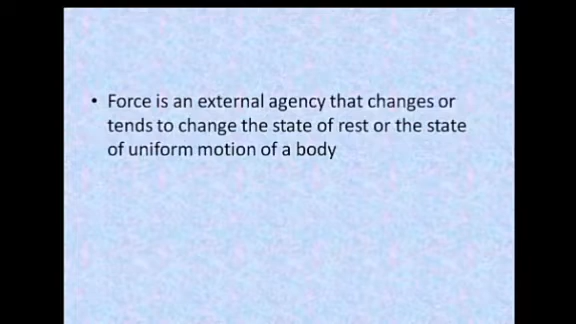 • Force is an external agency that changes or
tends to change the state of rest or the state
of uniform motion of a body